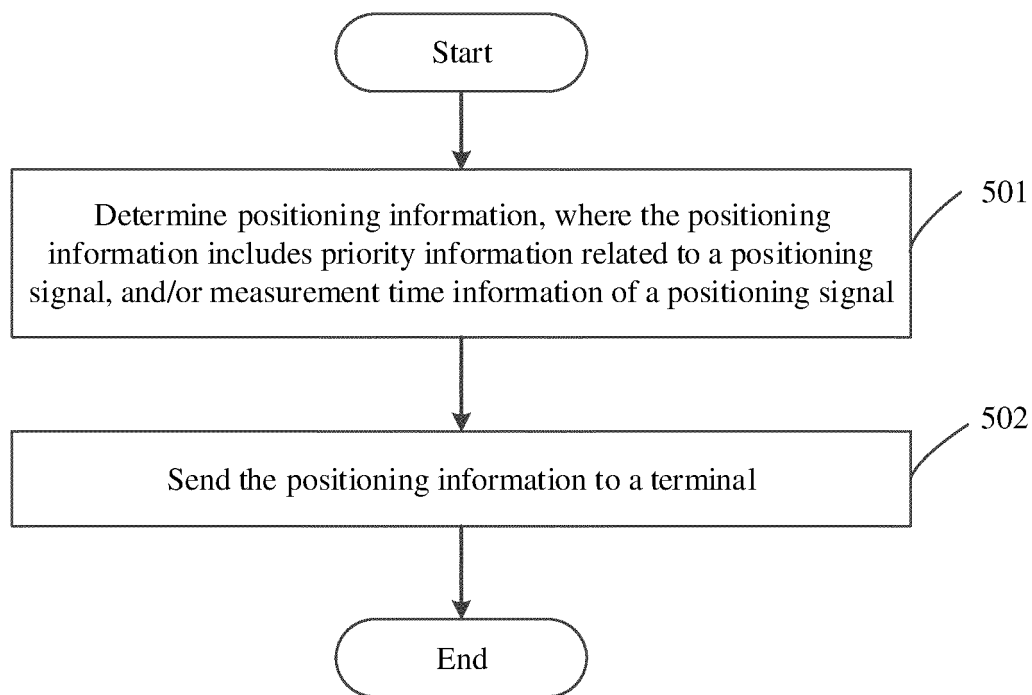 Start
501
Determine positioning information, where the positioning
information includes priority information related to a positioning
signal, and/or measurement time information of a positioning signal
502
Send the positioning information to a terminal
End